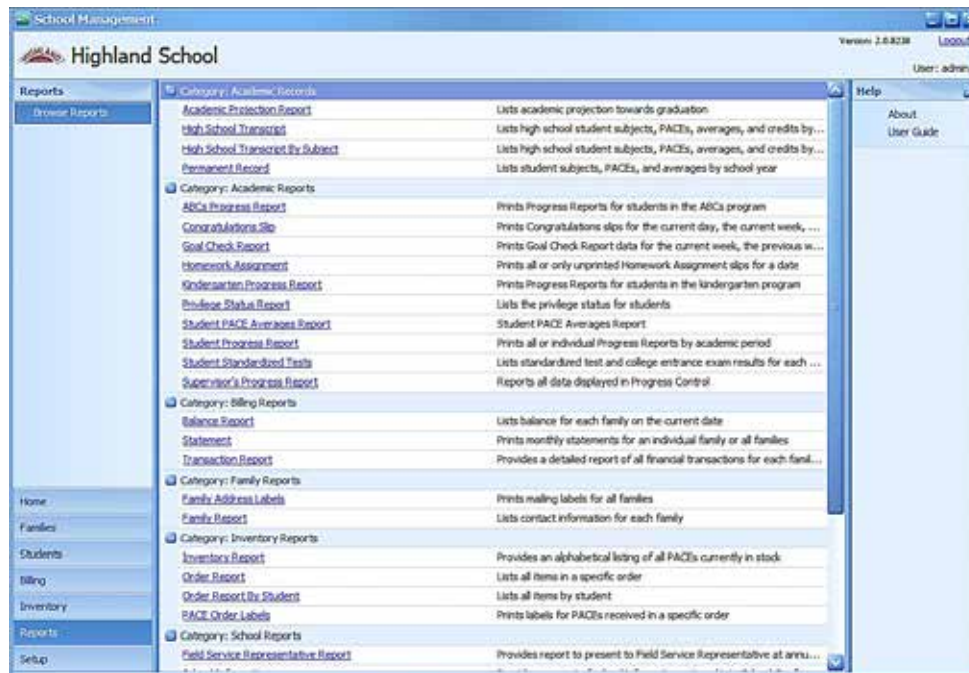 School Management
Highland School
Version: 2.0.8238 Logout
User: admin
Reports
Browse Reports
Category: Academic Records
Academic Projection Report Lists academic projection towards graduation
High School Transcript Lists high school student subjects, PACEs, averages, and credits by...
High School Transcript By Subject Lists high school student subjects, PACEs, averages, and credits by...
Permanent Record Lists student subjects, PACEs, and averages by school year
Category: Academic Reports
ABCs Progress Report Prints Progress Reports for students in the ABCs program
Congratulations Slip Prints Congratulations slips for the current day, the current week, ...
Goal Check Report Prints Goal Check Report data for the current week, the previous w...
Homework Assignment Prints all or only unprinted Homework Assignment slips for a date
Kindergarten Progress Report Prints Progress Reports for students in the kindergarten program
Privilege Status Report Lists the privilege status for students
Student PACE Averages Report Student PACE Averages Report
Student Progress Report Prints all or individual Progress Reports by academic period
Student Standardized Tests Lists standardized test and college entrance exam results for each ...
Supervisor's Progress Report Reports all data displayed in Progress Control
Category: Billing Reports
Balance Report Lists balance for each family on the current date
Statement Prints monthly statements for an individual family or all families
Transaction Report Provides a detailed report of all financial transactions for each famil...
Category: Family Reports
Family Address Labels Prints mailing labels for all families
Family Report Lists contact information for each family
Category: Inventory Reports
Inventory Report Provides an alphabetical listing of all PACEs currently in stock
Order Report Lists all items in a specific order
Order Report By Student Lists all items by student
PACE Order Labels Prints labels for PACEs received in a specific order
Category: School Reports
Field Service Representative Report Provides report to present to Field Service Representative at annu...
Help
About
User Guide
Home
Families
Students
Billing
Inventory
Reports
Setup